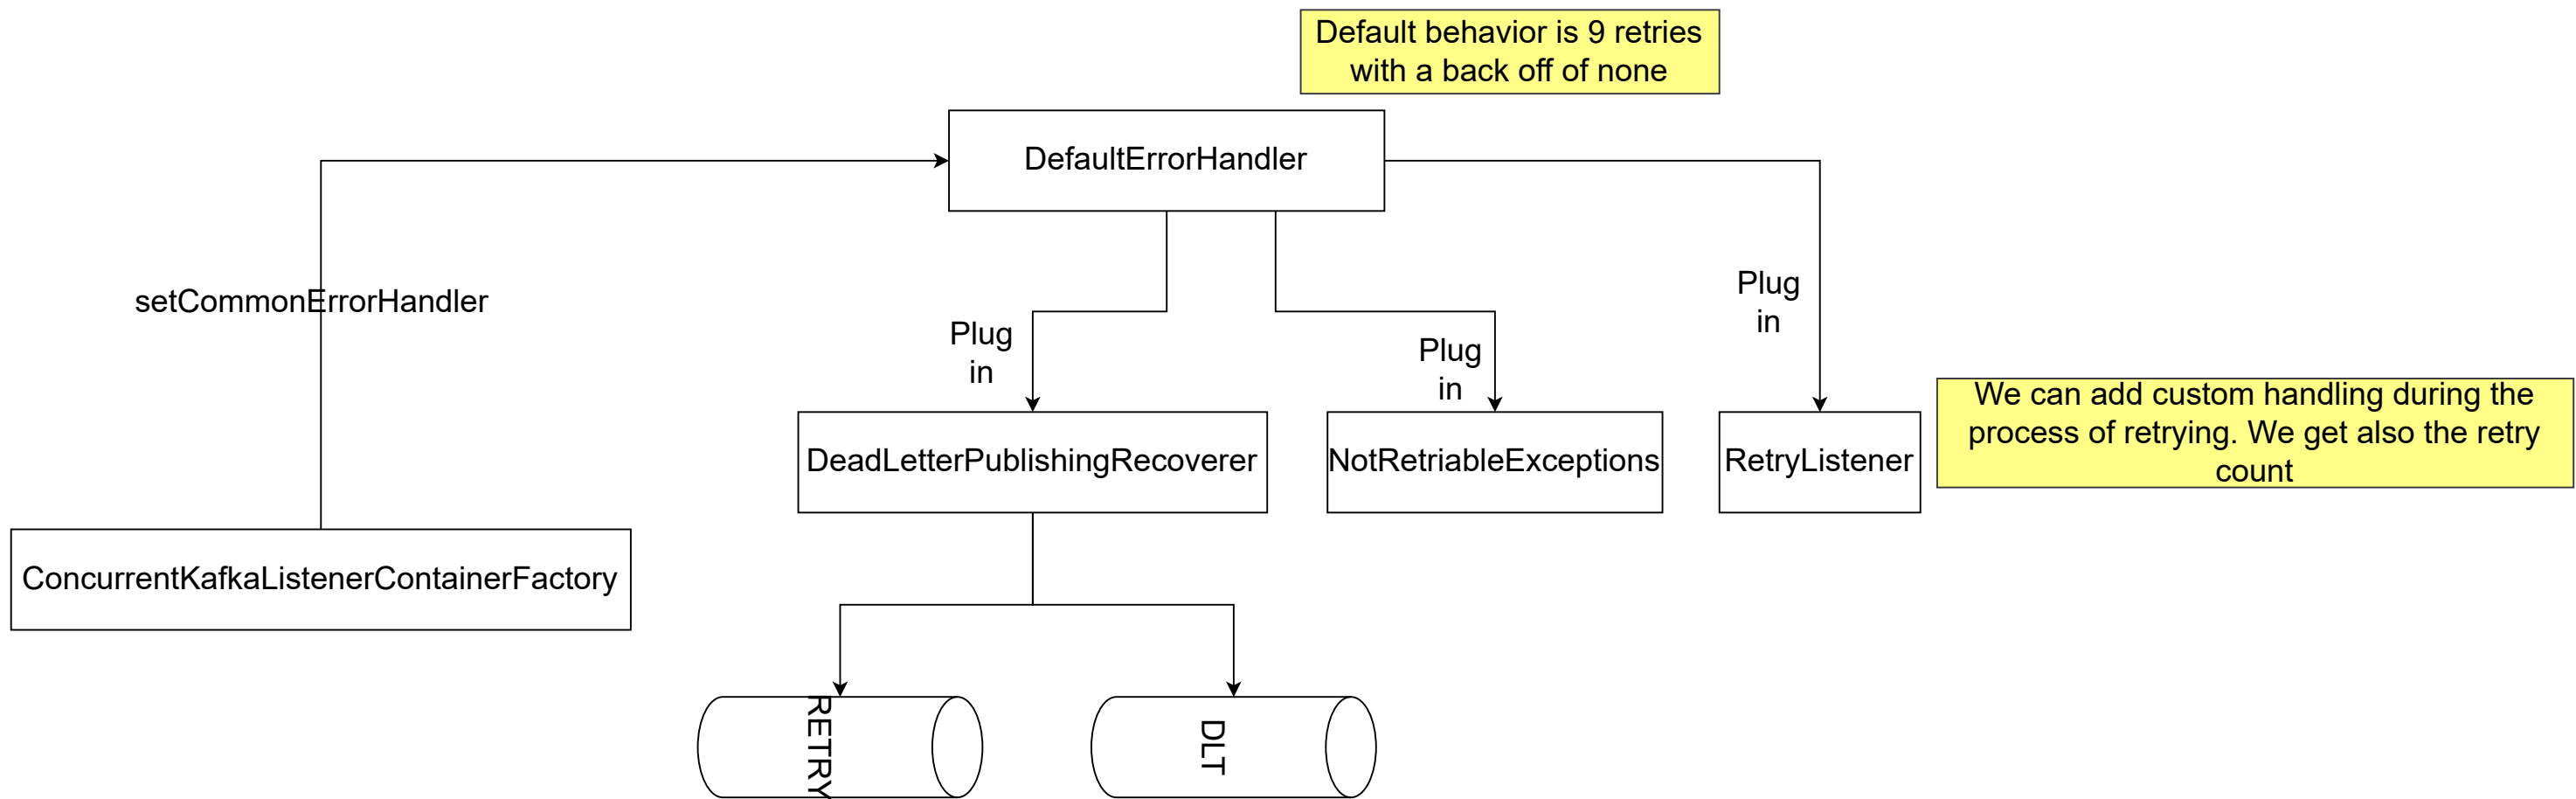 Default behavior is 9 retries
with a back off of none
DefaultErrorHandler
setCommonErrorHandler
Plug
in
Plug
in
Plug
in
We can add custom handling during the
process of retrying. We get also the retry
count
DeadLetterPublishingRecoverer
NotRetriableExceptions
RetryListener
ConcurrentKafkaListenerContainerFactory
RETRY
DLT